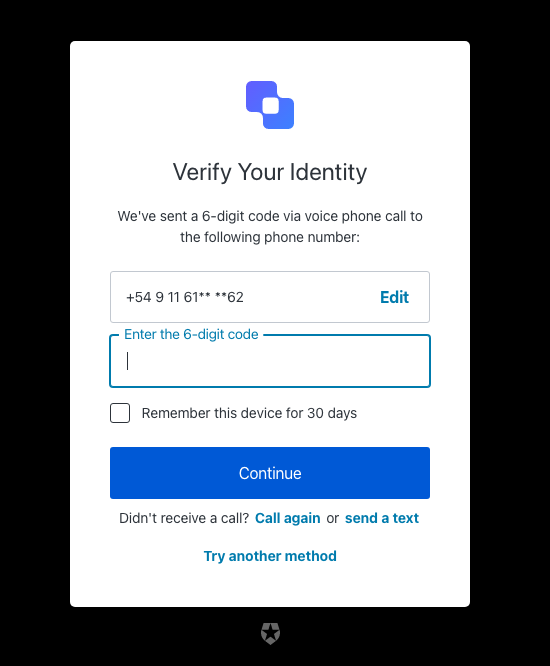 Verify Your Identity
We've sent a 6-digit code via voice phone call to
the following phone number:
+54 9 11 61** **62 Edit
Enter the 6-digit code
Remember this device for 30 days
Continue
Didn't receive a call? Call again or send a text
Try another method